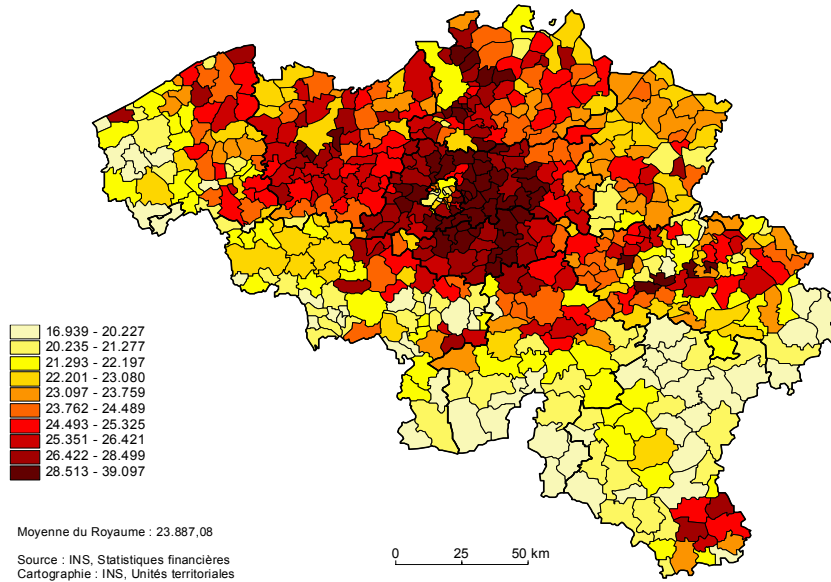 16.939 - 20.227
20.235 - 21.277
21.293 - 22.197
22.201 - 23.080
23.097 - 23.759
23.762 - 24.489
24.493 - 25.325
25.351 - 26.421
26.422 - 28.499
28.513 - 39.097
Moyenne du Royaume : 23.887,08
Source : INS, Statistiques financières
Cartographie : INS, Unités territoriales
0 25 50 km